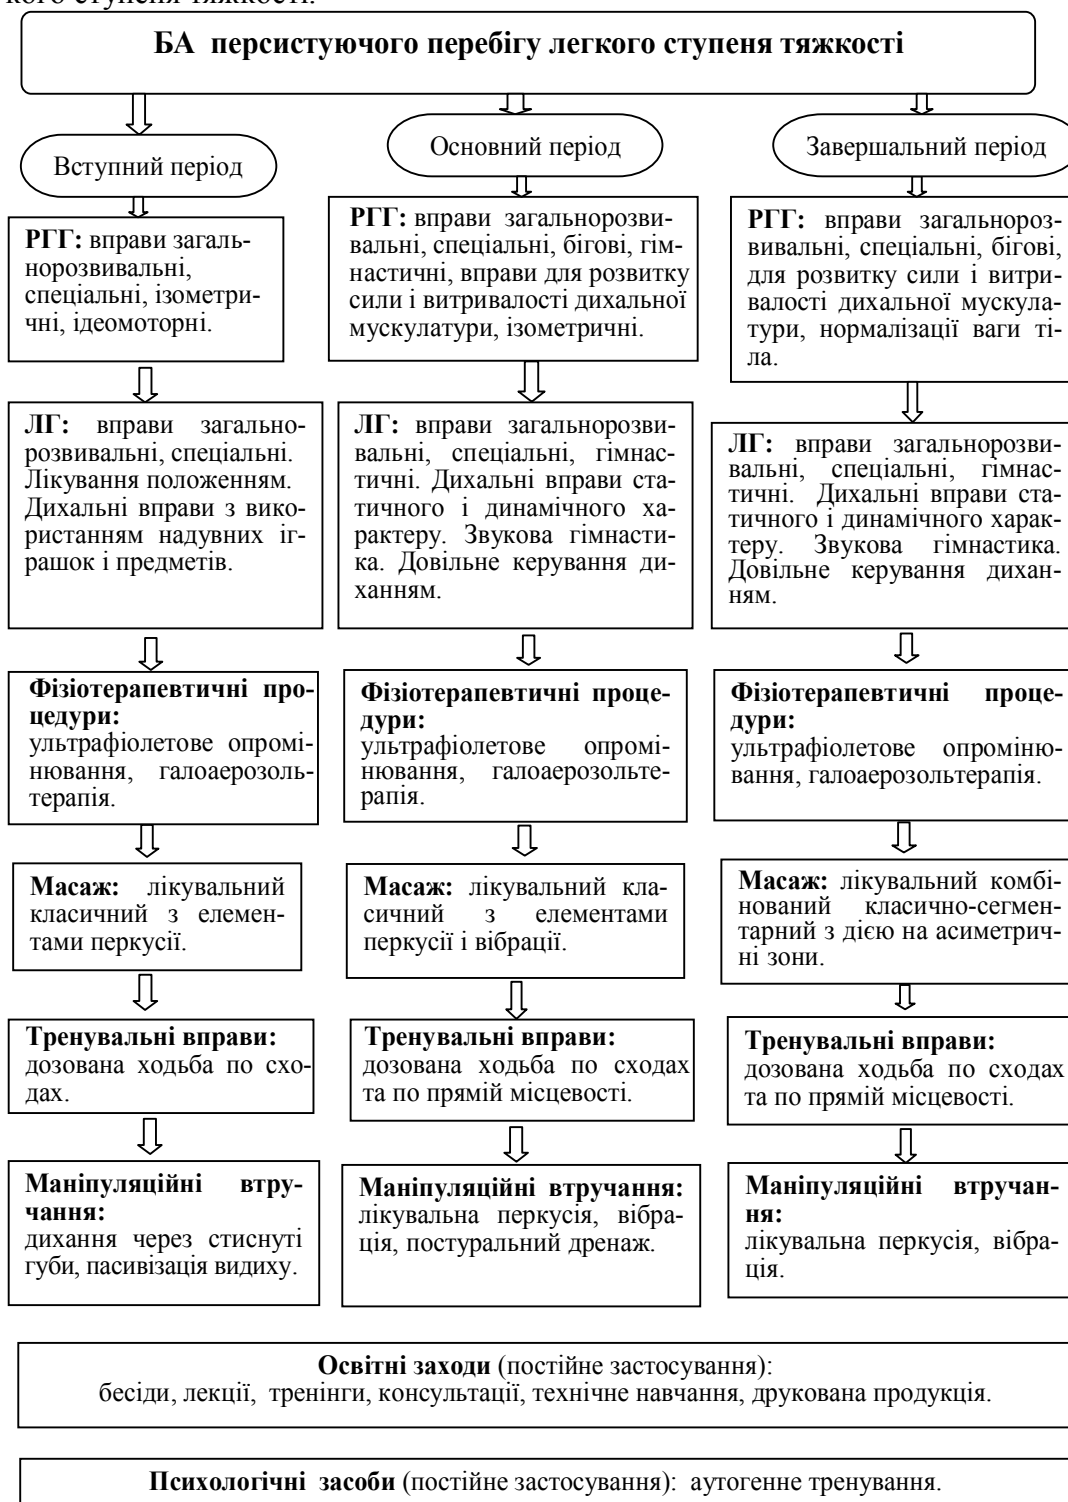 кого ступеня тяжкості.
БА персистуючого перебігу легкого ступеня тяжкості
Вступний період
РГГ: вправи загаль-
норозвивальні,
спеціальні, ізометри-
чні, ідеомоторні.
ЛГ: вправи загально-
розвивальні, спеціальні.
Лікування положенням.
Дихальні вправи з вико-
ристанням надувних іг-
рашок і предметів.
Фізіотерапевтичні про-
цедури:
ультрафіолетове опромі-
нювання, галоаерозоль-
терапія.
Масаж: лікувальний
класичний з елемен-
тами перкусії.
Тренувальні вправи:
дозована ходьба по схо-
дах.
Маніпуляційні втру-
чання:
дихання через стиснуті
губи, пасивізація видиху.
Основний період
РГГ: вправи загальнорозви-
вальні, спеціальні, бігові, гім-
настичні, вправи для розвитку
сили і витривалості дихальної
мускулатури, ізометричні.
ЛГ: вправи загальнорозви-
вальні, спеціальні, гімнас-
тичні. Дихальні вправи ста-
тичного і динамічного ха-
рактеру. Звукова гімнасти-
ка. Довільне керування ди-
ханням.
Фізіотерапевтичні процe-
дури:
ультрафіолетове опромі-
нювання, галоаерозольте-
рапія.
Масаж: лікувальний кла-
сичний з елементами
перкусії і вібрації.
Тренувальні вправи:
дозована ходьба по сходах
та по прямій місцевості.
Маніпуляційні втручання:
лікувальна перкусія, вібра-
ція, постуральний дренаж.
Завершальний період
РГГ: вправи загальнороз-
вивальні, спеціальні, бігові,
для розвитку сили і витри-
валості дихальної мускула-
тури, нормалізації ваги ті-
ла.
ЛГ: вправи загальнорозви-
вальні, спеціальні, гімнас-
тичні. Дихальні вправи ста-
тичного і динамічного харак-
теру. Звукова гімнастика.
Довільне керування дихан-
ням.
Фізіотерапевтичні проце-
дури:
ультрафіолетове опроміню-
вання, галоаерозольтерапія.
Масаж: лікувальний комбі-
нований класично-сегмен-
тарний з дією на асиметрич-
ні зони.
Тренувальні вправи:
дозована ходьба по сходах
та по прямій місцевості.
Маніпуляційні втручан-
ня:
лікувальна перкусія, вібра-
ція.
Освітні заходи (постійне застосування):
бесіди, лекції, тренінги, консультації, технічне навчання, друкована продукція.
Психологічні засоби (постійне застосування): аутогенне тренування.